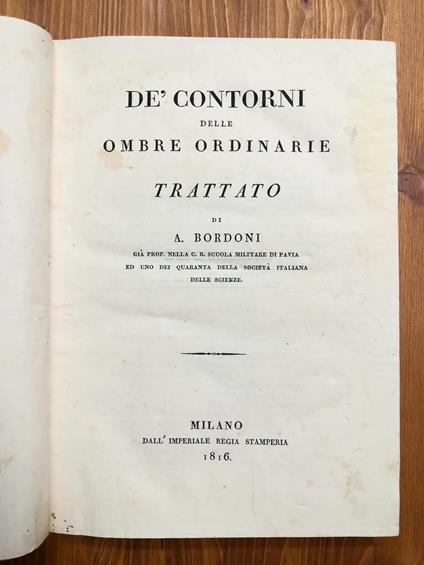 DE' CONTORNI
DELLE
OMBRE ORDINARIE
TRATTATO
DI
A. BORDONI
GIÀ PROF. NELLA C. R. SCUOLA MILITARE DI PAVIA
ED UNO DEI QUARANTA DELLA SOCIETÀ ITALIANA
DELLE SCIENZE.
MILANO
DALL' IMPERIALE REGIA STAMPERIA
1816.